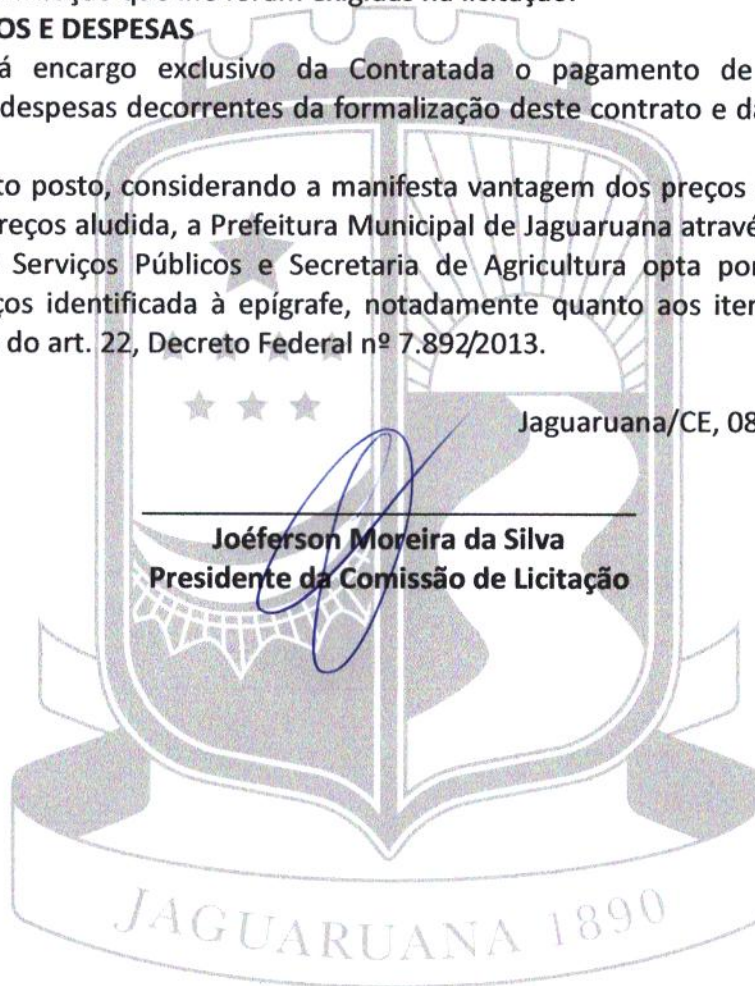 OS E DESPESAS
á encargo exclusivo da Contratada o pagamento de
despesas decorrentes da formalização deste contrato e d
to posto, considerando a manifesta vantagem dos preços
reços aludida, a Prefeitura Municipal de Jaguaruana atravé
Serviços Públicos e Secretaria de Agricultura opta por
ços identificada à epígrafe, notadamente quanto aos iten
do art. 22, Decreto Federal nº 7.892/2013.
Jaguaruana/CE, 08
Joéferson Moreira da Silva
Presidente da Comissão de Licitação
JAGUARUANA 1890